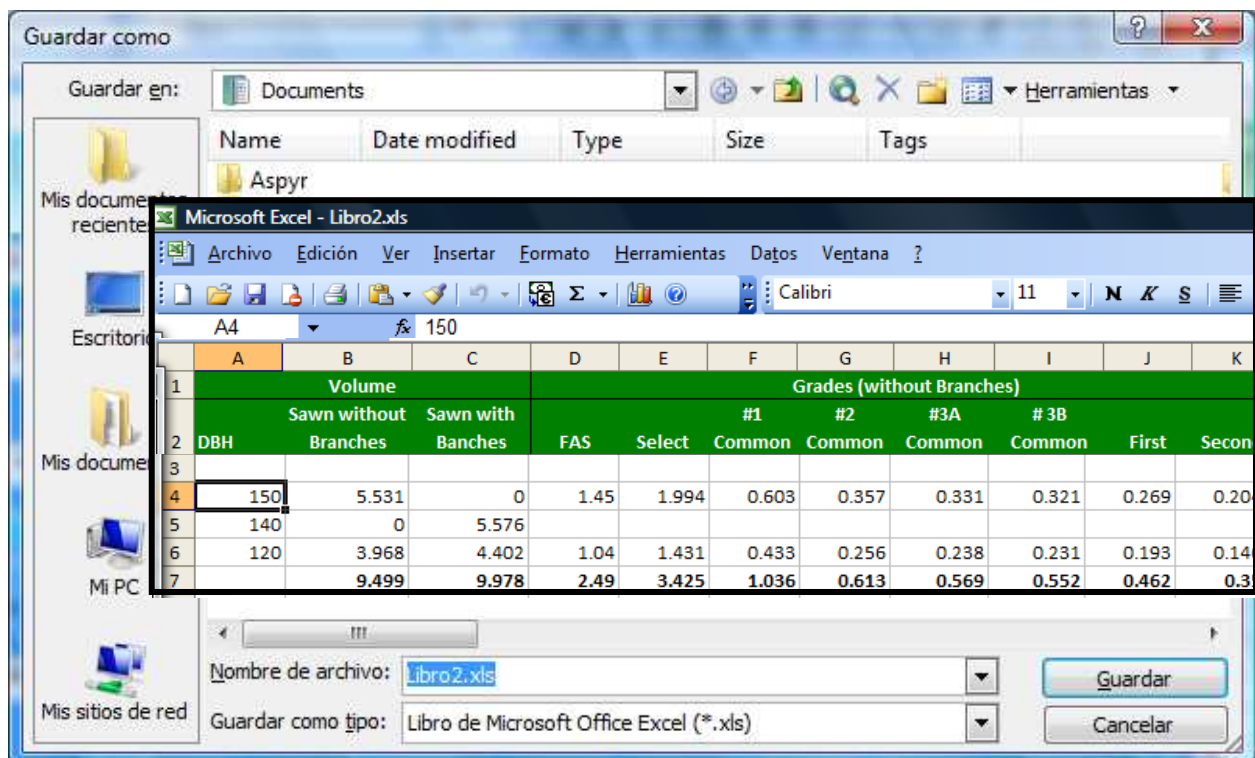 Guardar como
Guardar en: Documents Herramientas
Name Date modified Type Size Tags
Aspyr
Mis recientes
Microsoft Excel - Libro2.xls
Archivo Edición Ver Insertar Formato Herramientas Datos Ventana ?
Calibri 11 N K S
Escritorio
A4 fx 150
A B C D E F G H I J K
1 Volume Grades (without Branches)
Sawn without Sawn with #1 #2 #3A # 3B
2 DBH Branches Banches FAS Select Common Common Common Common First
Mis
3
4 150 5.531 0 1.45 1.994 0.603 0.357 0.331 0.321 0.269
5 140 0 5.576
6 120 3.968 4.402 1.04 1.431 0.433 0.256 0.238 0.231 0.193
7 9.499 9.978 2.49 3.425 1.036 0.613 0.569 0.552 0.462
Mi PC
Nombre de archivo: Libro2.xls Guardar
Mis sitios de red
Guardar como tipo: Libro de Microsoft Office Excel (*.xls) Cancelar